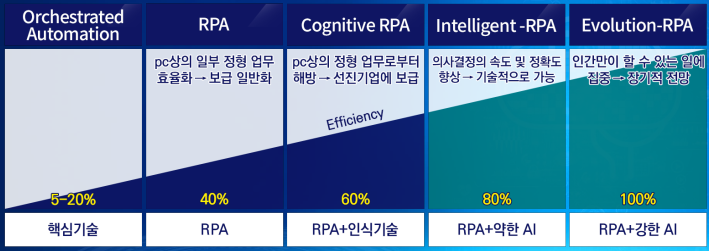 Orchestrated
Automation
RPA
Cognitive RPA
Intelligent -RPA
Evolution-RPA
pc상의 일부 정형 업무
효율화→ 보급 일반화
pc상의 정형 업무로부터
해방→ 선진기업에 보급
의사결정의 속도 및 정확도
향상→ 기술적으로 가능
인간만이 할 수 있는 일에
집중→ 장기적 전망
Efficiency
5-20%
40%
60%
80%
100%
핵심기술
RPA
RPA+인식기술
RPA+약한 AI
RPA+강한 AI